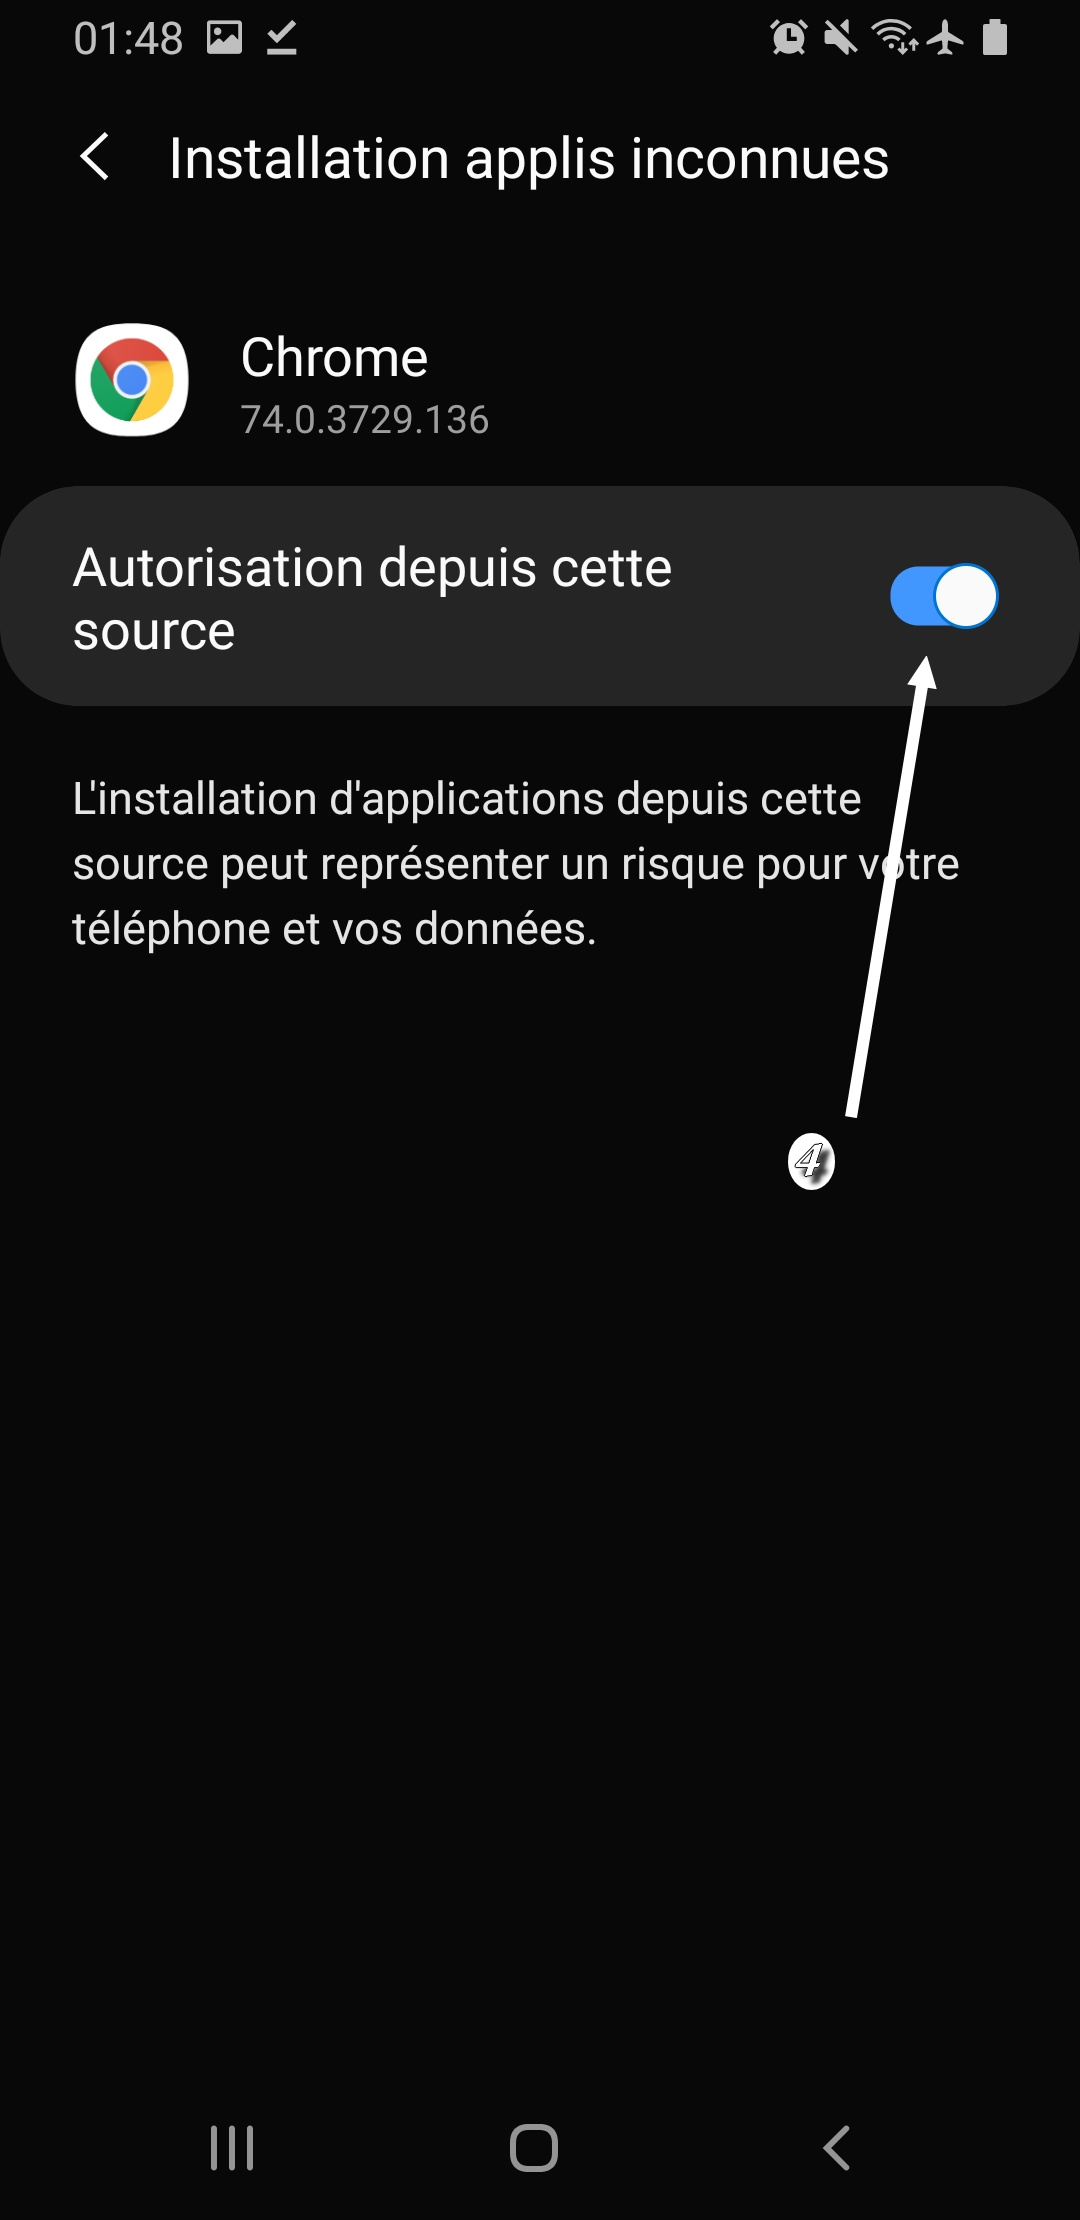 01:48
Installation applis inconnues
Chrome
74.0.3729.136
Autorisation depuis cette
source
L'installation d'applications depuis cette
source peut représenter un risque pour votre
téléphone et vos données.
4